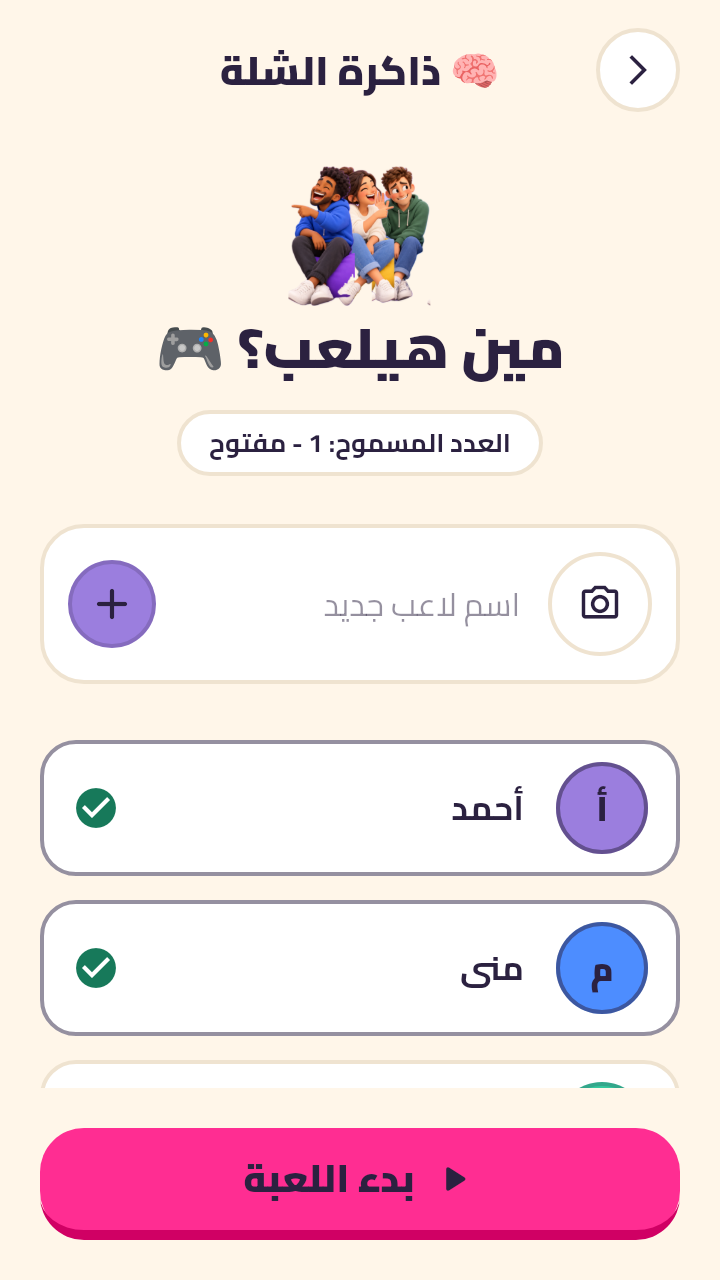 ذاكرة الشلة 🧠
مين هيلعب؟ 🎮
العدد المسموح: 1 - مفتوح
اسم لاعب جديد
أ
أحمد
م
منى
بدء اللعبة